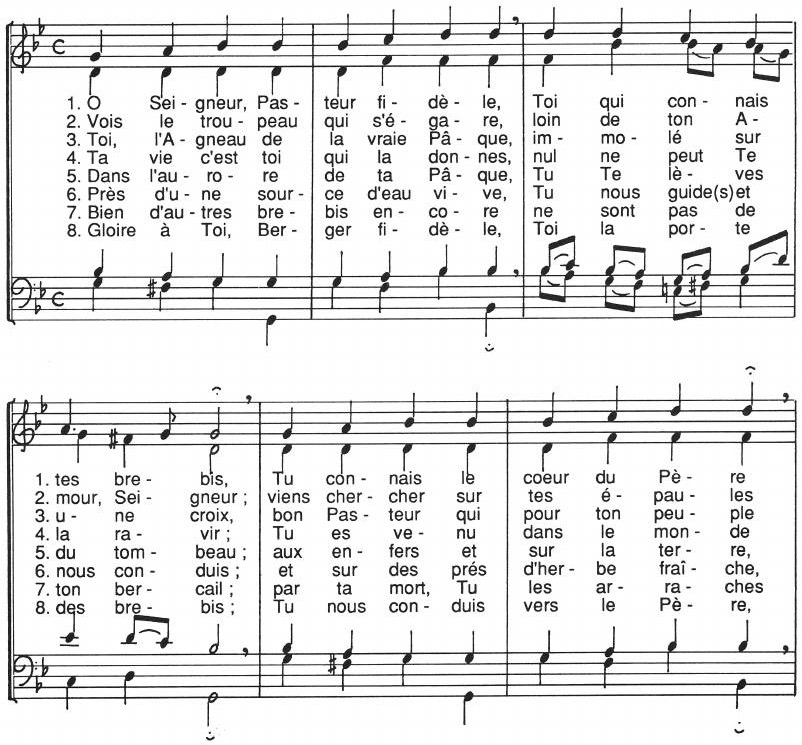 1. O Sei - gneur, Pas - teur fi - dè - le, Toi qui con - nais
2. Vois le trou - peau qui s'é - ga - re, loin de ton A -
3. Toi, l'A - gneau de la vraie Pâ - que, im - mo - lé sur
4. Ta vie c'est toi qui la don - nes, nul ne peut Te
5. Dans l'au - ro - re de ta Pâ - que, Tu Te lè - ves
6. Près d'u - ne sour - ce d'eau vi - ve, Tu nous guide(s) et
7. Bien d'au - tres bre - bis en - co - re ne sont pas de
8. Gloire à Toi, Ber - ger fi - dè - le, Toi la por - te
1. tes bre - bis, Tu con - nais le coeur du Pè - re
2. mour, Sei - gneur ; viens cher - cher sur tes é - pau - les
3. u - ne croix, bon Pas - teur qui pour ton peu - ple
4. la ra - vir ; Tu es ve - nu dans le mon - de
5. du tom - beau ; aux en - fers et sur la ter - re,
6. nous con - duis ; et sur des prés d'her - be fraî - che,
7. ton ber - cail ; par ta mort, Tu les ar - ra - ches
8. des bre - bis ; Tu nous con - duis vers le Pè - re,